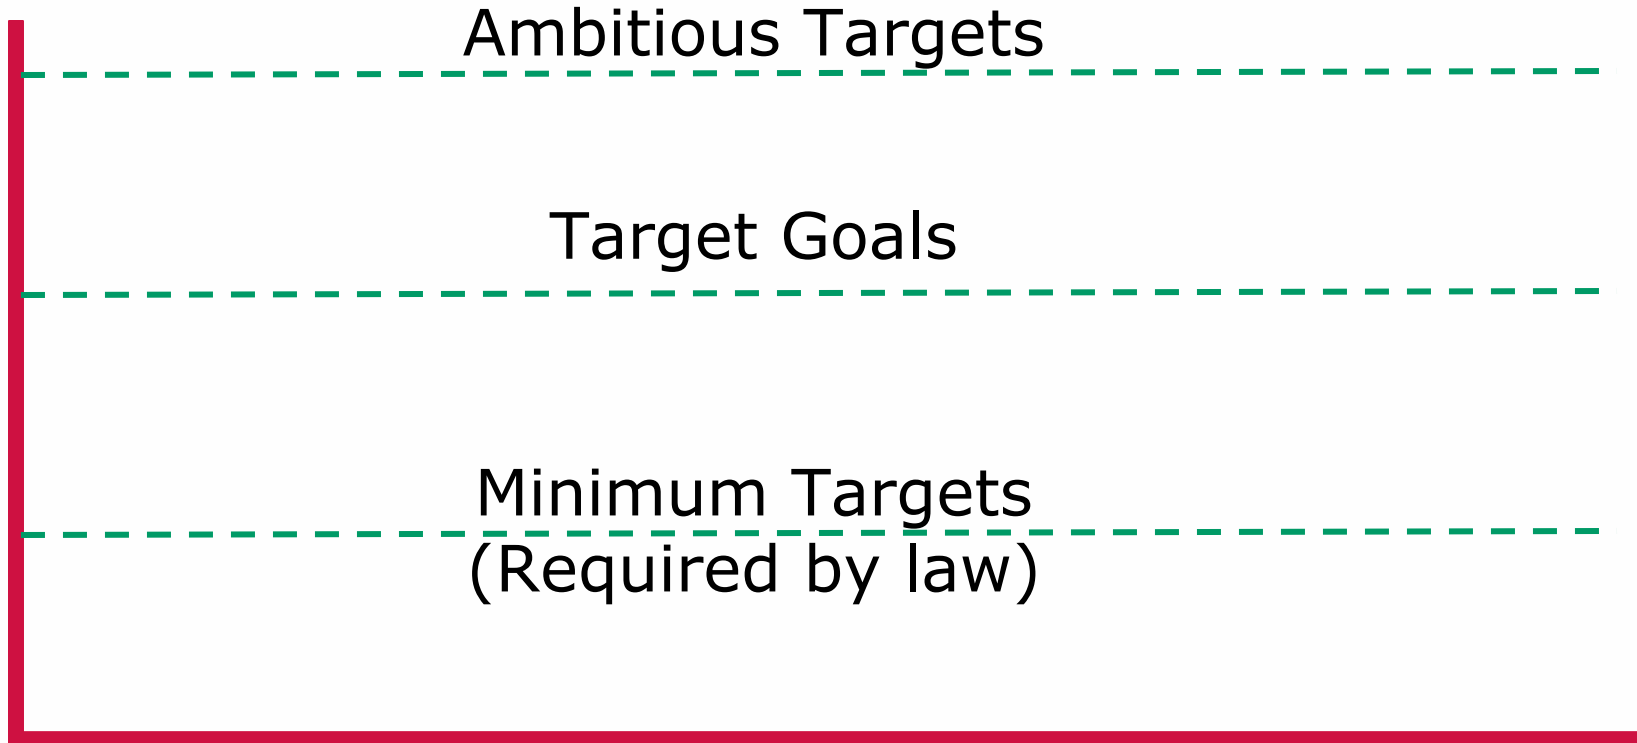 Ambitious Targets
Target Goals
Minimum Targets
(Required by law)